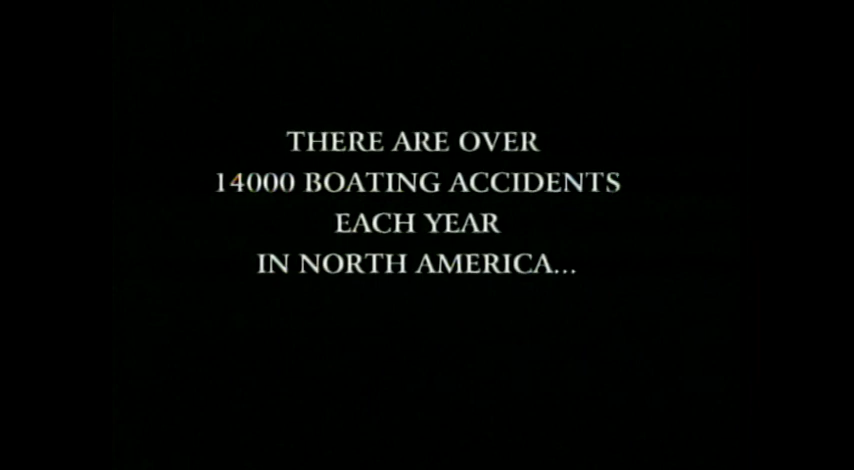 THERE ARE OVER
14000 BOATING ACCIDENTS
EACH YEAR
IN NORTH AMERICA...